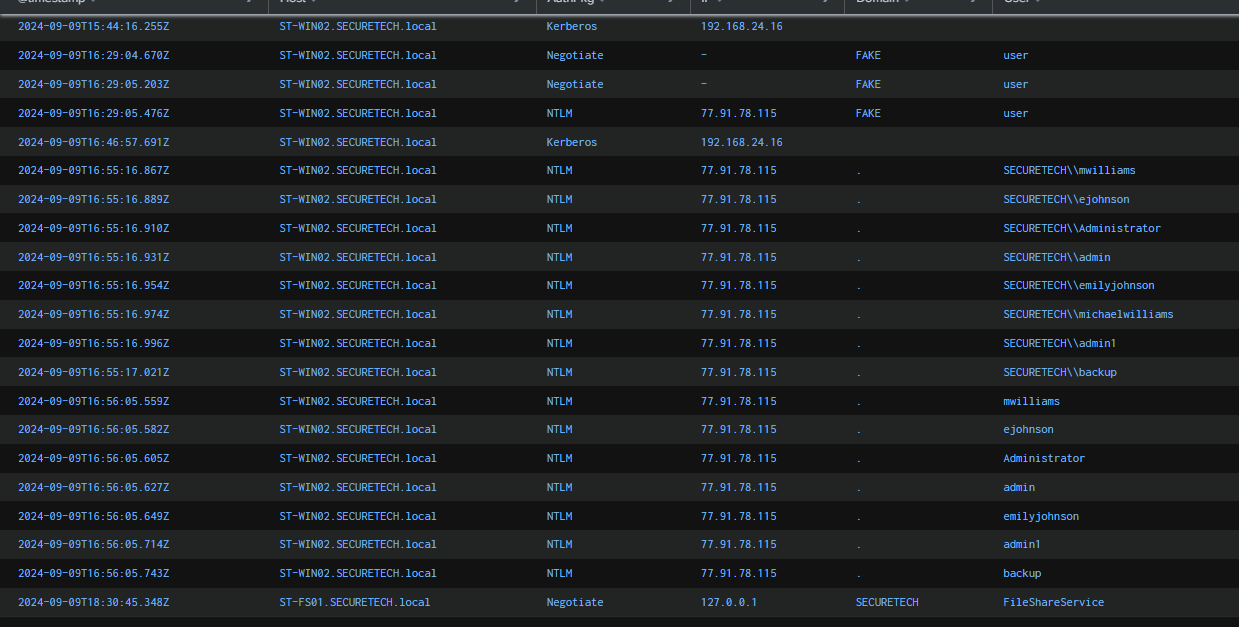 @timestamp Host AuthPkg IP Domain User
2024-09-09T15:44:16.255Z ST-WIN02.SECURETECH.local Kerberos 192.168.24.16
2024-09-09T16:29:04.670Z ST-WIN02.SECURETECH.local Negotiate - FAKE user
2024-09-09T16:29:05.203Z ST-WIN02.SECURETECH.local Negotiate - FAKE user
2024-09-09T16:29:05.476Z ST-WIN02.SECURETECH.local NTLM 77.91.78.115 FAKE user
2024-09-09T16:46:57.691Z ST-WIN02.SECURETECH.local Kerberos 192.168.24.16
2024-09-09T16:55:16.867Z ST-WIN02.SECURETECH.local NTLM 77.91.78.115 . SECURETECH\\mwilliams
2024-09-09T16:55:16.889Z ST-WIN02.SECURETECH.local NTLM 77.91.78.115 . SECURETECH\\ejohnson
2024-09-09T16:55:16.910Z ST-WIN02.SECURETECH.local NTLM 77.91.78.115 . SECURETECH\\Administrator
2024-09-09T16:55:16.931Z ST-WIN02.SECURETECH.local NTLM 77.91.78.115 . SECURETECH\\admin
2024-09-09T16:55:16.954Z ST-WIN02.SECURETECH.local NTLM 77.91.78.115 . SECURETECH\\emilyjohnson
2024-09-09T16:55:16.974Z ST-WIN02.SECURETECH.local NTLM 77.91.78.115 . SECURETECH\\michaelwilliams
2024-09-09T16:55:16.996Z ST-WIN02.SECURETECH.local NTLM 77.91.78.115 . SECURETECH\\admin1
2024-09-09T16:55:17.021Z ST-WIN02.SECURETECH.local NTLM 77.91.78.115 . SECURETECH\\backup
2024-09-09T16:56:05.559Z ST-WIN02.SECURETECH.local NTLM 77.91.78.115 . mwilliams
2024-09-09T16:56:05.582Z ST-WIN02.SECURETECH.local NTLM 77.91.78.115 . ejohnson
2024-09-09T16:56:05.605Z ST-WIN02.SECURETECH.local NTLM 77.91.78.115 . Administrator
2024-09-09T16:56:05.627Z ST-WIN02.SECURETECH.local NTLM 77.91.78.115 . admin
2024-09-09T16:56:05.649Z ST-WIN02.SECURETECH.local NTLM 77.91.78.115 . emilyjohnson
2024-09-09T16:56:05.714Z ST-WIN02.SECURETECH.local NTLM 77.91.78.115 . admin1
2024-09-09T16:56:05.743Z ST-WIN02.SECURETECH.local NTLM 77.91.78.115 . backup
2024-09-09T18:30:45.348Z ST-FS01.SECURETECH.local Negotiate 127.0.0.1 SECURETECH FileShareService